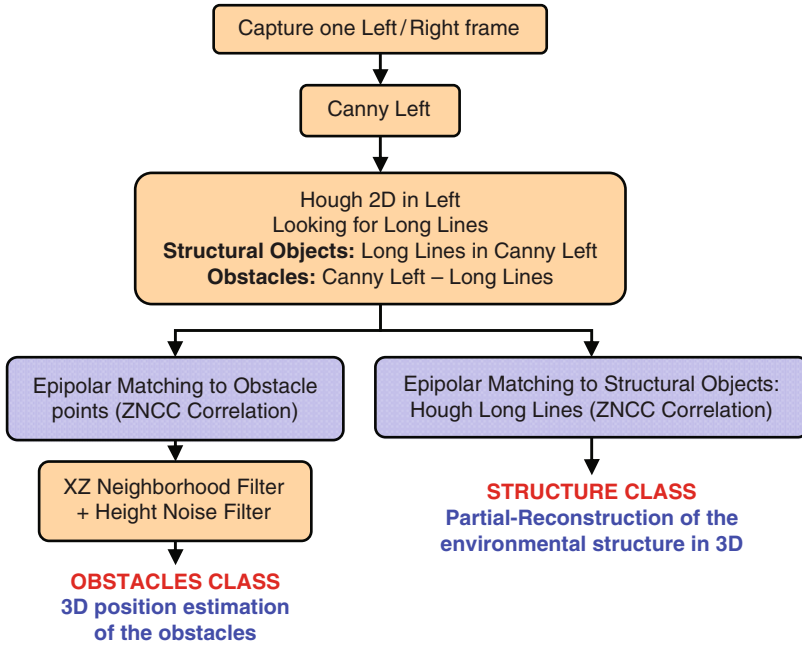 Capture one Left/Right frame
Canny Left
Hough 2D in Left
Looking for Long Lines
Structural Objects: Long Lines in Canny Left
Obstacles: Canny Left – Long Lines
Epipolar Matching to Obstacle
points (ZNCC Correlation)
Epipolar Matching to Structural Objects:
Hough Long Lines (ZNCC Correlation)
XZ Neighborhood Filter
+ Height Noise Filter
STRUCTURE CLASS
Partial-Reconstruction of the
environmental structure in 3D
OBSTACLES CLASS
3D position estimation
of the obstacles